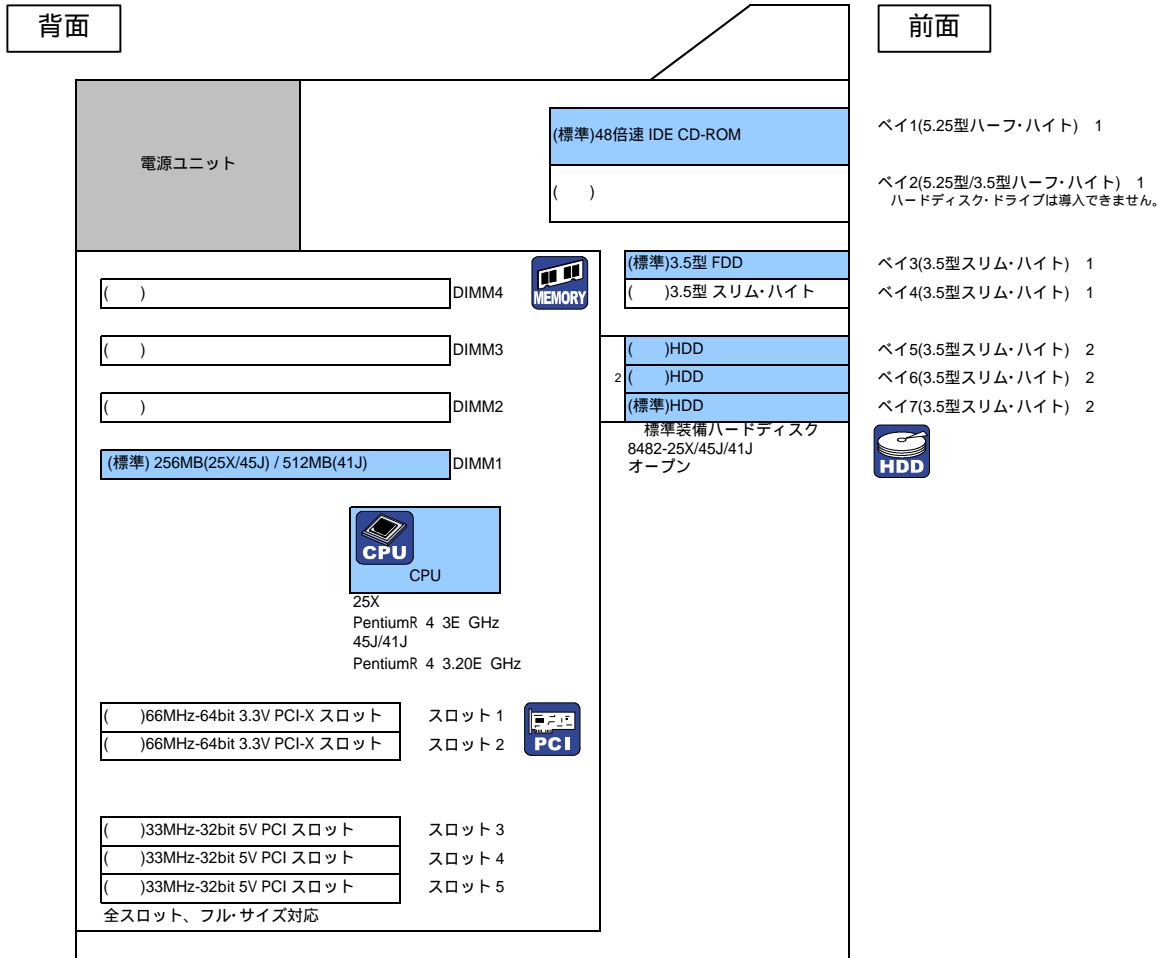 背面
前面
(標準)48倍速 IDE CD-ROM
ベイ1(5.25型ハーフ・ハイト) 1
電源ユニット
( )
ベイ2(5.25型/3.5型ハーフ・ハイト) 1
ハードディスク・ドライブは導入できません。
(標準)3.5型 FDD
ベイ3(3.5型スリム・ハイト) 1
( ) DIMM4
MEMORY
( )3.5型 スリム・ハイト
ベイ4(3.5型スリム・ハイト) 1
( ) DIMM3
( )HDD
ベイ5(3.5型スリム・ハイト) 2
2 ( )HDD
ベイ6(3.5型スリム・ハイト) 2
( ) DIMM2
(標準)HDD
ベイ7(3.5型スリム・ハイト) 2
標準装備ハードディスク
8482-25X/45J/41J
オープン
HDD
(標準) 256MB(25X/45J) / 512MB(41J) DIMM1
CPU
CPU
25X
PentiumR 4 3E GHz
45J/41J
PentiumR 4 3.20E GHz
( )66MHz-64bit 3.3V PCI-X スロット スロット 1
( )66MHz-64bit 3.3V PCI-X スロット スロット 2
PCI
( )33MHz-32bit 5V PCI スロット スロット 3
( )33MHz-32bit 5V PCI スロット スロット 4
( )33MHz-32bit 5V PCI スロット スロット 5
全スロット、フル・サイズ対応